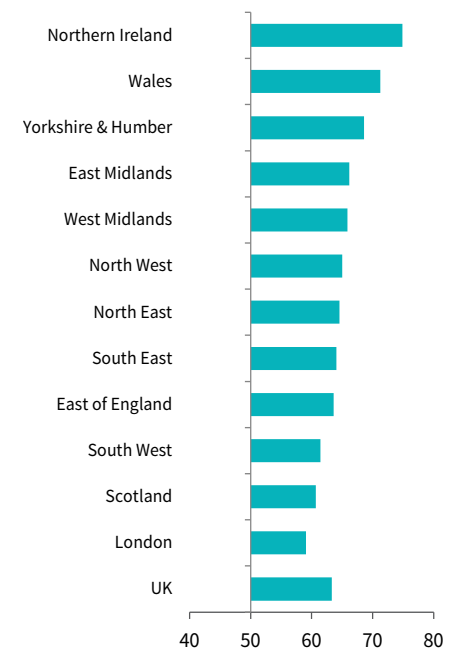 Northern Ireland
Wales
Yorkshire & Humber
East Midlands
West Midlands
North West
North East
South East
East of England
South West
Scotland
London
UK
40 50 60 70 80